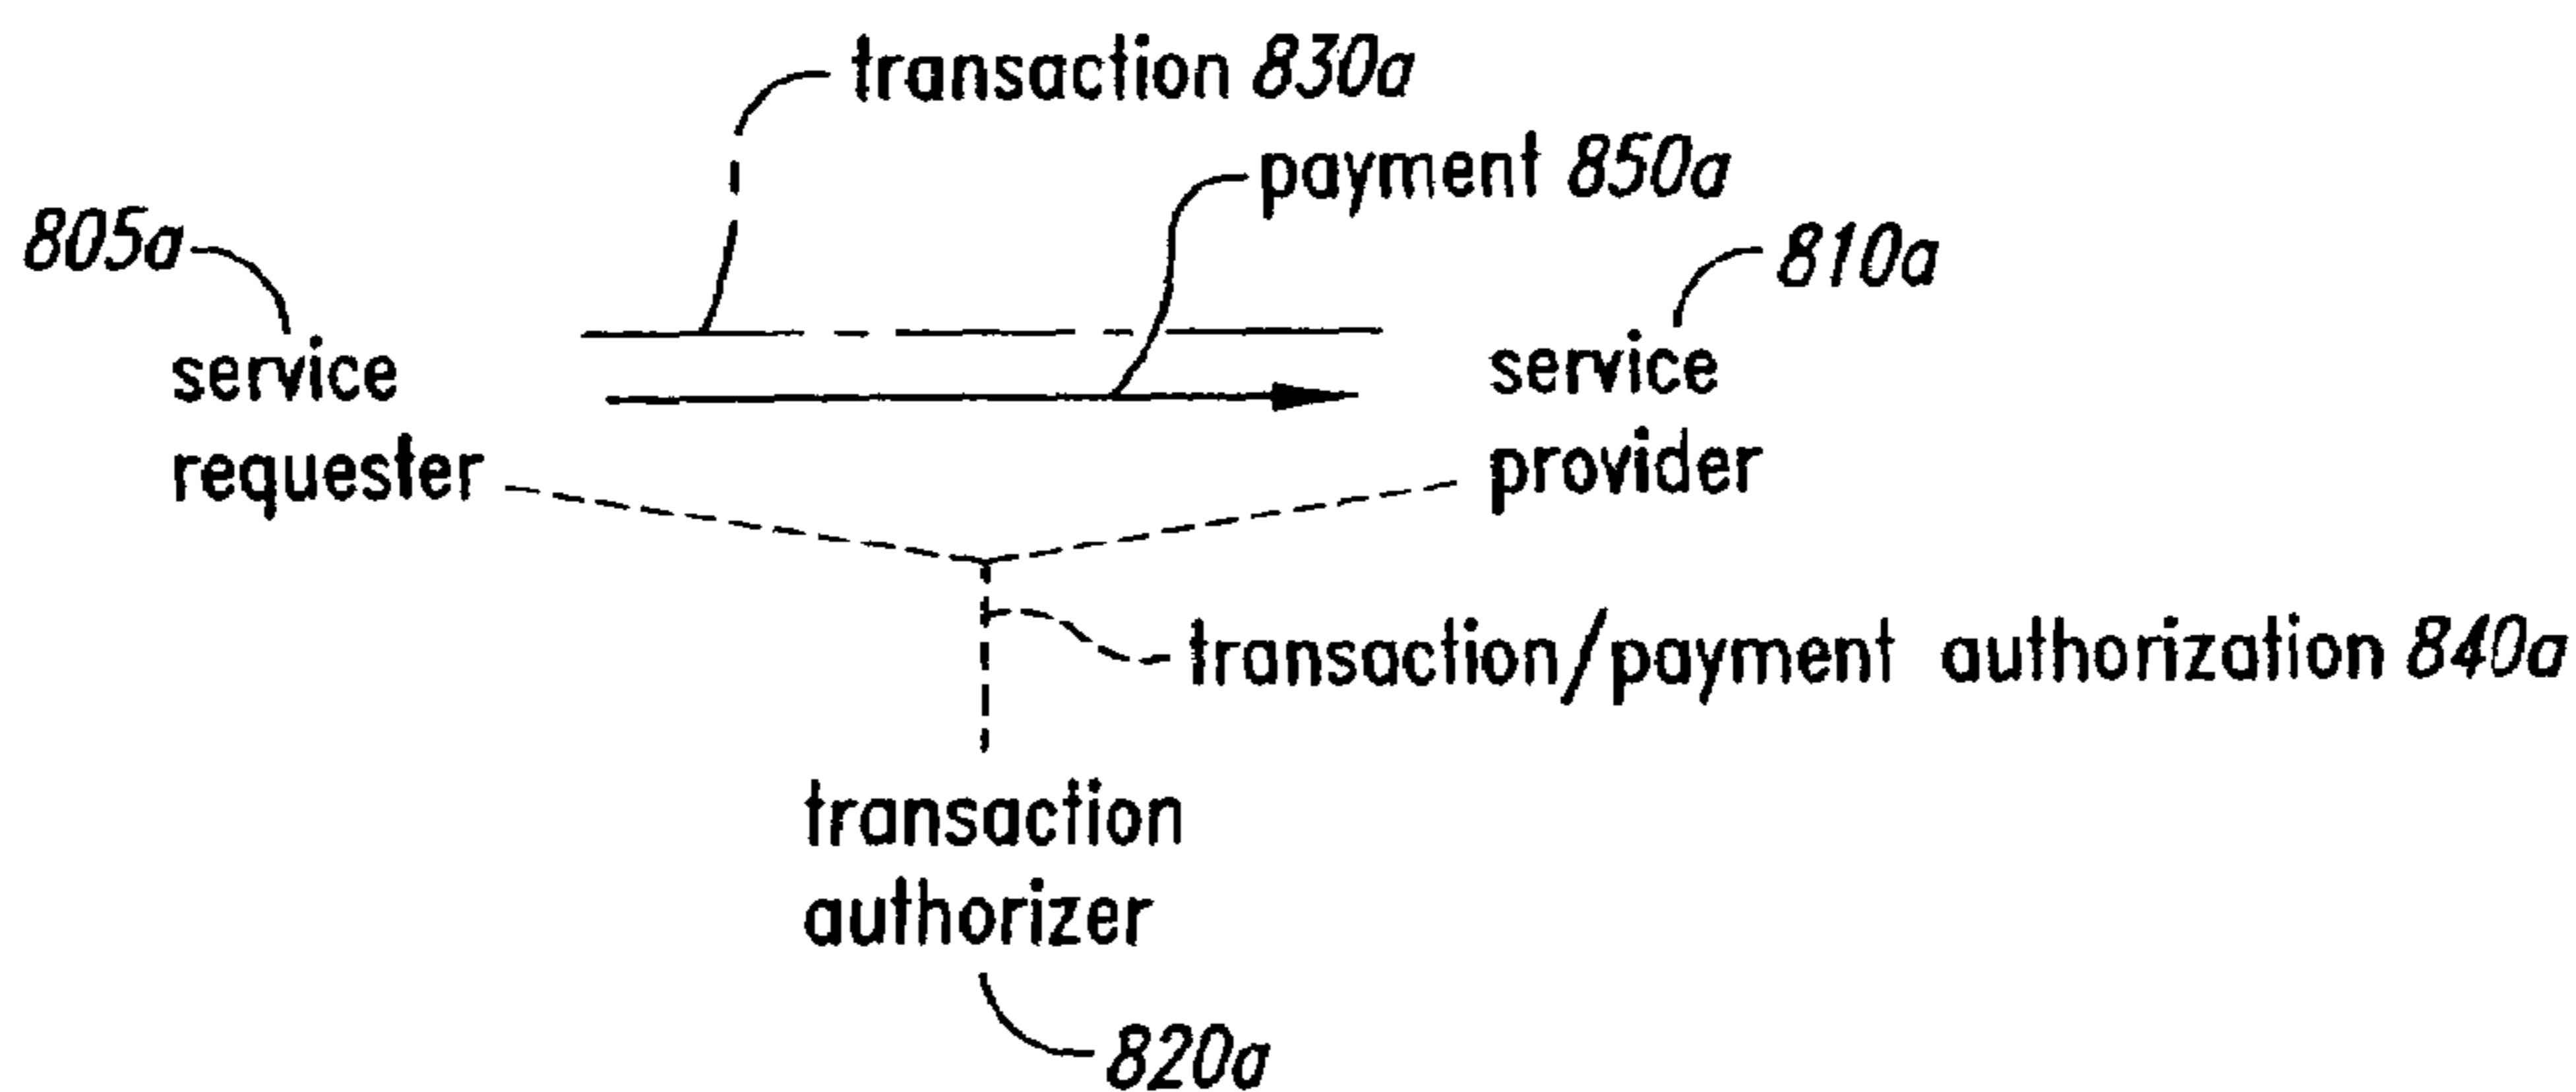 transaction 830a
payment 850a
805a
810a
service
requester
service
provider
transaction/payment authorization 840a
transaction
authorizer
820a